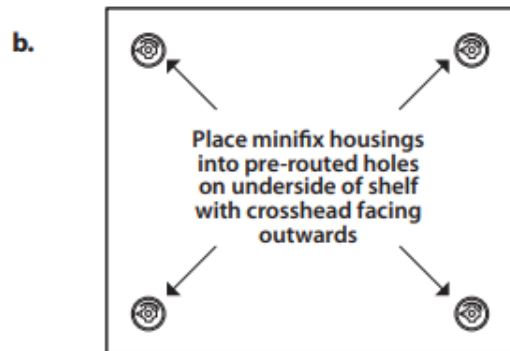 b.
Place minifix housings
into pre-routed holes
on underside of shelf
with crosshead facing
outwards